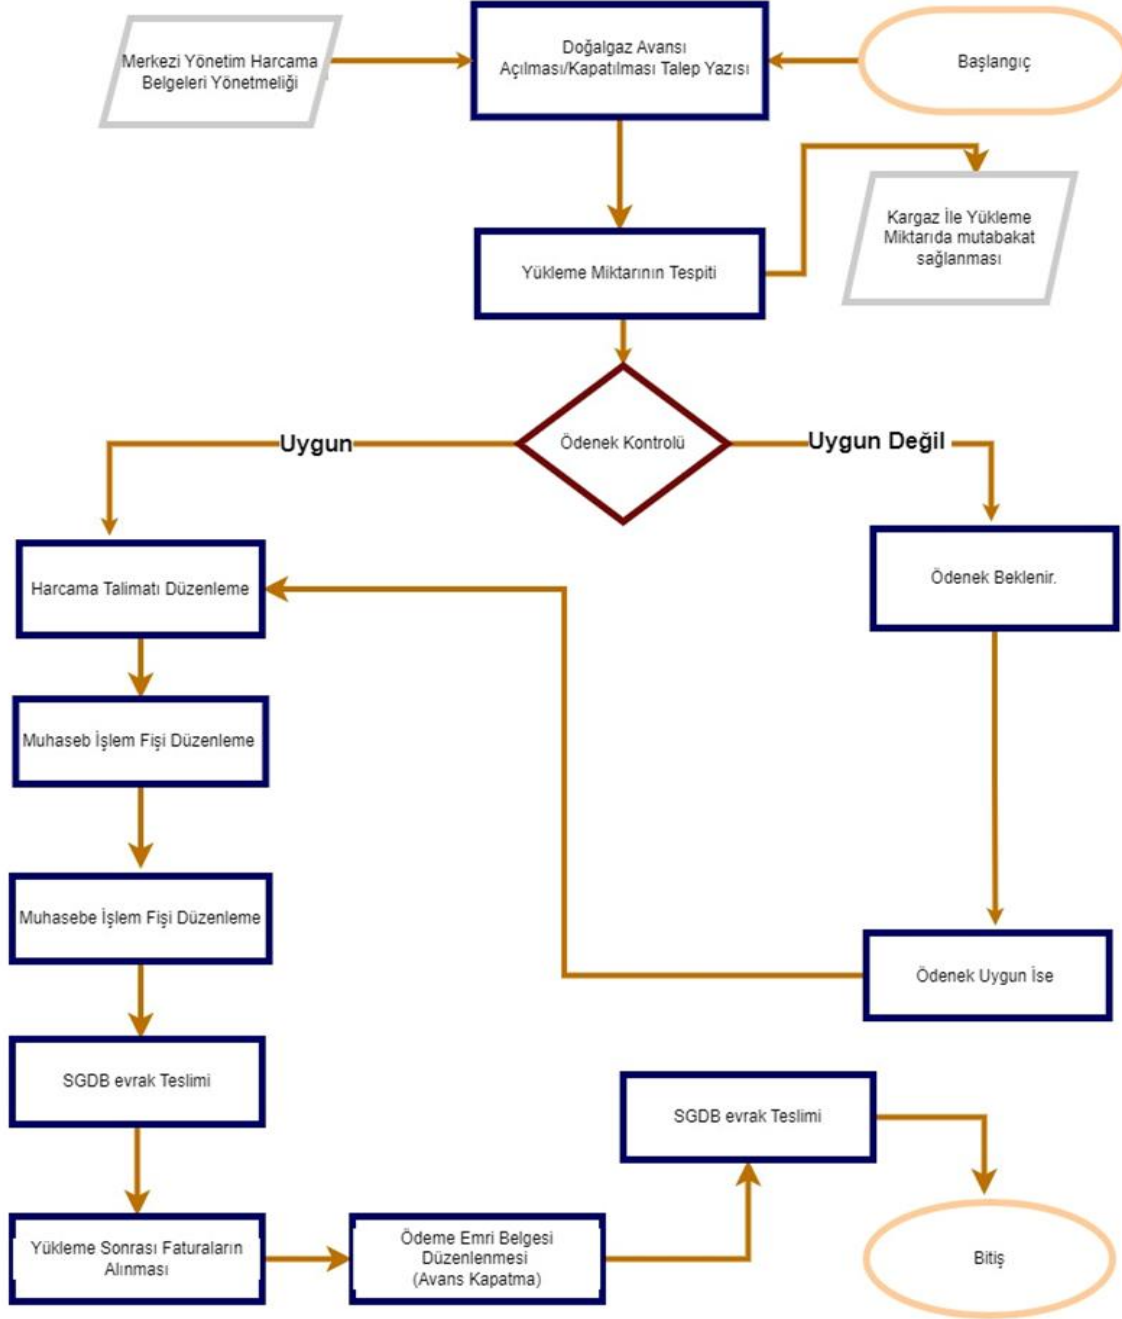 Merkezi Yönetim Harcama
Belgeleri Yönetmeliği
Doğalgaz Avansı
Açılması/Kapatılması Talep Yazısı
Başlangıç
Kargaz İle Yükleme
Miktarıda mutabakat
sağlanması
Yükleme Miktarının Tespiti
Ödenek Kontrolü
Uygun
Uygun Değil
Harcama Talimatı Düzenleme
Ödenek Beklenir.
Muhaseb İşlem Fişi Düzenleme
Muhasebe İşlem Fişi Düzenleme
Ödenek Uygun İse
SGDB evrak Teslimi
SGDB evrak Teslimi
Yükleme Sonrası Faturaların
Alınması
Ödeme Emri Belgesi
Düzenlenmesi
(Avans Kapatma)
Bitiş